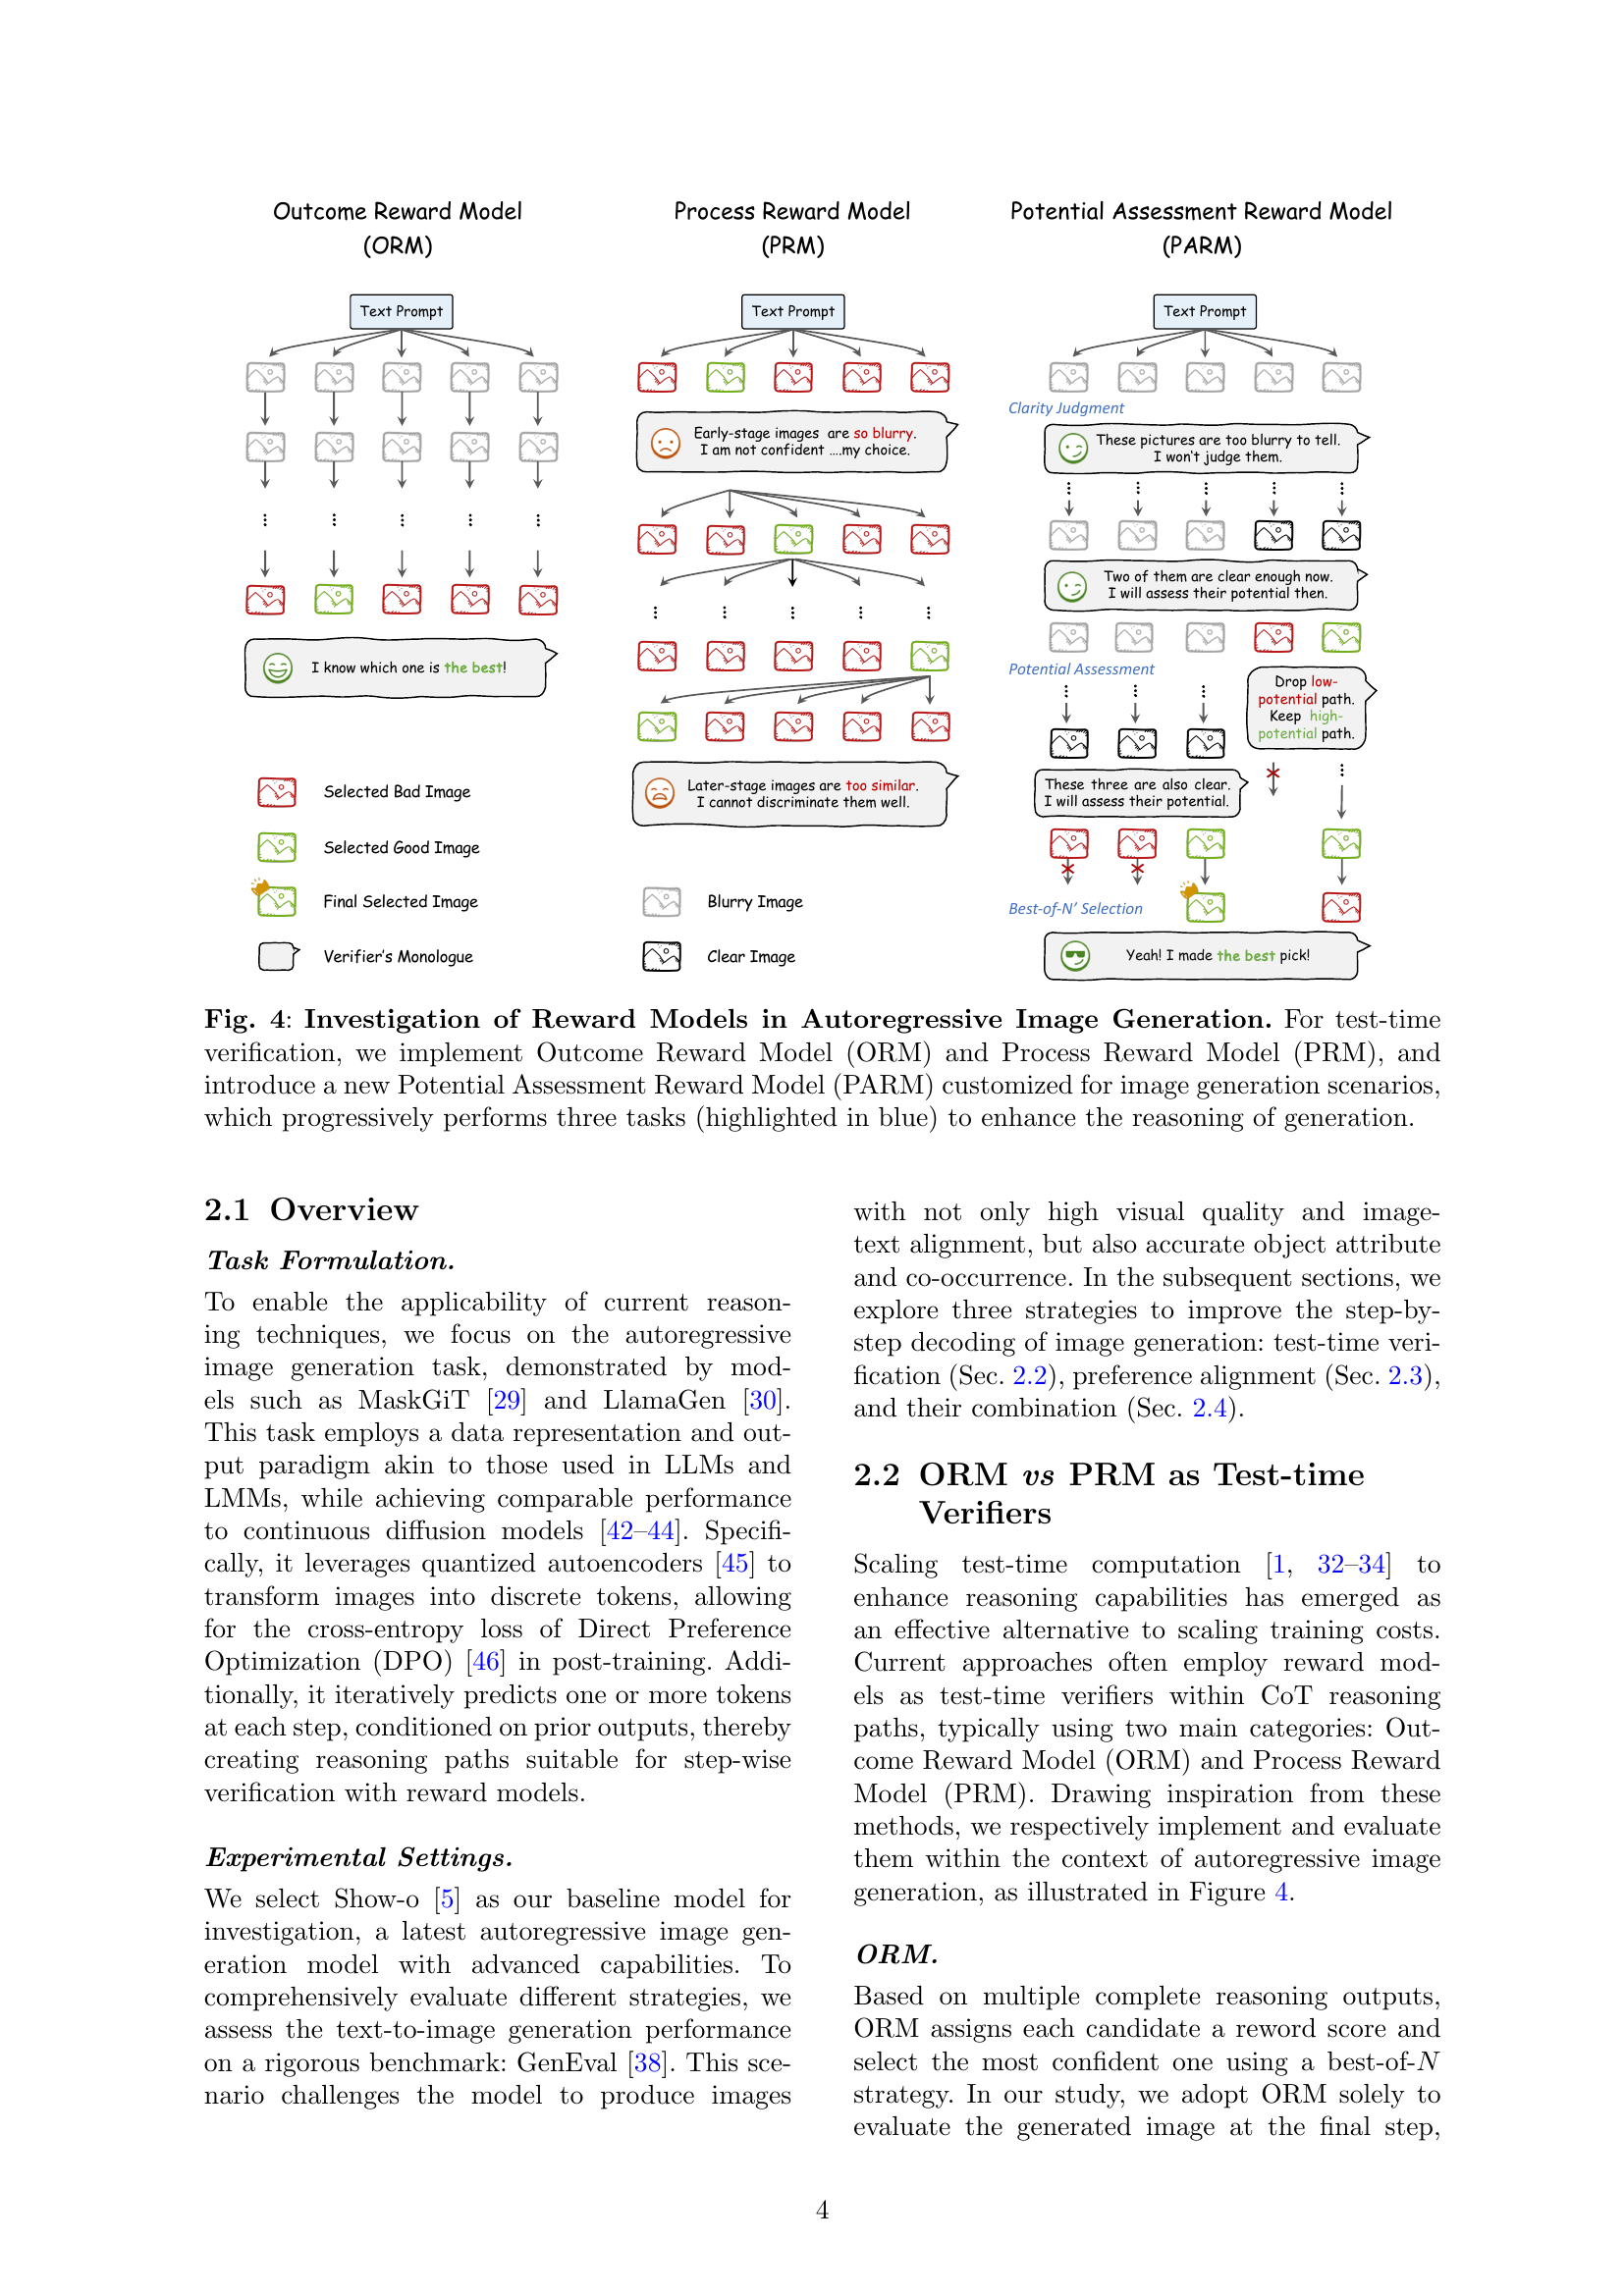 Outcome Reward Model
(ORM)
Text Prompt
I know which one is the best!
Selected Bad Image
Selected Good Image
Final Selected Image
Verifier's Monologue
Process Reward Model
(PRM)
Text Prompt
Early-stage images are so blurry.
I am not confident ....my choice.
Later-stage images are too similar.
I cannot discriminate them well.
Blurry Image
Clear Image
Potential Assessment Reward Model
(PARM)
Text Prompt
Clarity Judgment
These pictures are too blurry to tell.
I won't judge them.
Two of them are clear enough now.
I will assess their potential then.
Potential Assessment
Drop low-
potential path.
Keep high-
potential path.
These three are also clear.
I will assess their potential.
Best-of-N′ Selection
Yeah! I made the best pick!
Fig. 4: Investigation of Reward Models in Autoregressive Image Generation. For test-time
verification, we implement Outcome Reward Model (ORM) and Process Reward Model (PRM), and
introduce a new Potential Assessment Reward Model (PARM) customized for image generation scenarios,
which progressively performs three tasks (highlighted in blue) to enhance the reasoning of generation.
2.1 Overview
Task Formulation.
To enable the applicability of current reason-
ing techniques, we focus on the autoregressive
image generation task, demonstrated by mod-
els such as MaskGiT [29] and LlamaGen [30].
This task employs a data representation and out-
put paradigm akin to those used in LLMs and
LMMs, while achieving comparable performance
to continuous diffusion models [42–44]. Specifi-
cally, it leverages quantized autoencoders [45] to
transform images into discrete tokens, allowing
for the cross-entropy loss of Direct Preference
Optimization (DPO) [46] in post-training. Addi-
tionally, it iteratively predicts one or more tokens
at each step, conditioned on prior outputs, thereby
creating reasoning paths suitable for step-wise
verification with reward models.
Experimental Settings.
We select Show-o [5] as our baseline model for
investigation, a latest autoregressive image gen-
eration model with advanced capabilities. To
comprehensively evaluate different strategies, we
assess the text-to-image generation performance
on a rigorous benchmark: GenEval [38]. This sce-
nario challenges the model to produce images
with not only high visual quality and image-
text alignment, but also accurate object attribute
and co-occurrence. In the subsequent sections, we
explore three strategies to improve the step-by-
step decoding of image generation: test-time veri-
fication (Sec. 2.2), preference alignment (Sec. 2.3),
and their combination (Sec. 2.4).
2.2 ORM vs PRM as Test-time
Verifiers
Scaling test-time computation [1, 32–34] to
enhance reasoning capabilities has emerged as
an effective alternative to scaling training costs.
Current approaches often employ reward mod-
els as test-time verifiers within CoT reasoning
paths, typically using two main categories: Out-
come Reward Model (ORM) and Process Reward
Model (PRM). Drawing inspiration from these
methods, we respectively implement and evaluate
them within the context of autoregressive image
generation, as illustrated in Figure 4.
ORM.
Based on multiple complete reasoning outputs,
ORM assigns each candidate a reword score and
select the most confident one using a best-of-N
strategy. In our study, we adopt ORM solely to
evaluate the generated image at the final step,
4